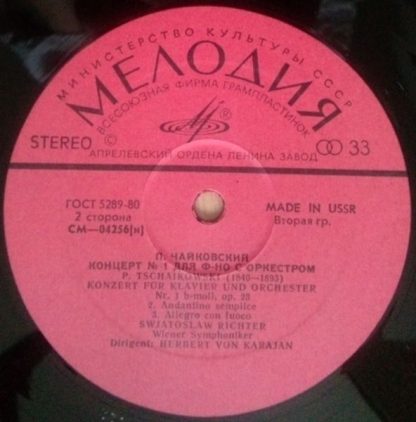 МИНИСТЕРСТВО КУЛЬТУРЫ СССР
МЕЛОДИЯ
ВСЕСОЮЗНАЯ ФИРМА ГРАМПЛАСТИНОК
STEREO
33
АПРЕЛЕВСКИЙ ОРДЕНА ЛЕНИНА ЗАВОД
ГОСТ 5289-80
MADE IN USSR
2 сторона
Вторая гр.
СМ—04256[н]
П. ЧАЙКОВСКИЙ
КОНЦЕРТ № 1 ДЛЯ Ф-НО С ОРКЕСТРОМ
P. TSCHAIKOWSKI (1840—1893)
KONZERT FÜR KLAVIER UND ORCHESTER
Nr. 1 b-moll, op. 23
2. Andantino semplice
3. Allegro con fuoco
SWJATOSLAW RICHTER
Wiener Symphoniker
Dirigent: HERBERT VON KARAJAN